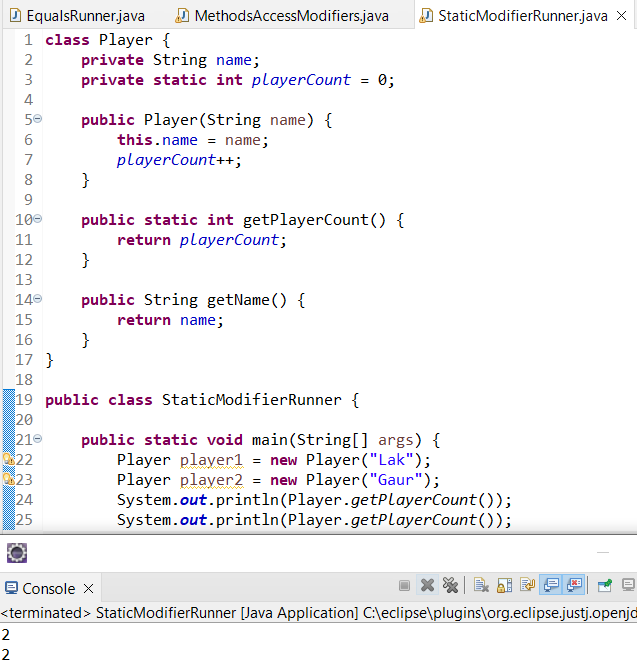 EqualsRunner.java MethodsAccessModifiers.java StaticModifierRunner.java
1 class Player {
2 private String name;
3 private static int playerCount = 0;
4
5 public Player(String name) {
6 this.name = name;
7 playerCount++;
8 }
9
10 public static int getPlayerCount() {
11 return playerCount;
12 }
13
14 public String getName() {
15 return name;
16 }
17 }
18
19 public class StaticModifierRunner {
20
21 public static void main(String[] args) {
22 Player player1 = new Player("Lak");
23 Player player2 = new Player("Gaur");
24 System.out.println(Player.getPlayerCount());
25 System.out.println(Player.getPlayerCount());
Console
<terminated> StaticModifierRunner [Java Application] C:\eclipse\plugins\org.eclipse.justj.openjd
2
2